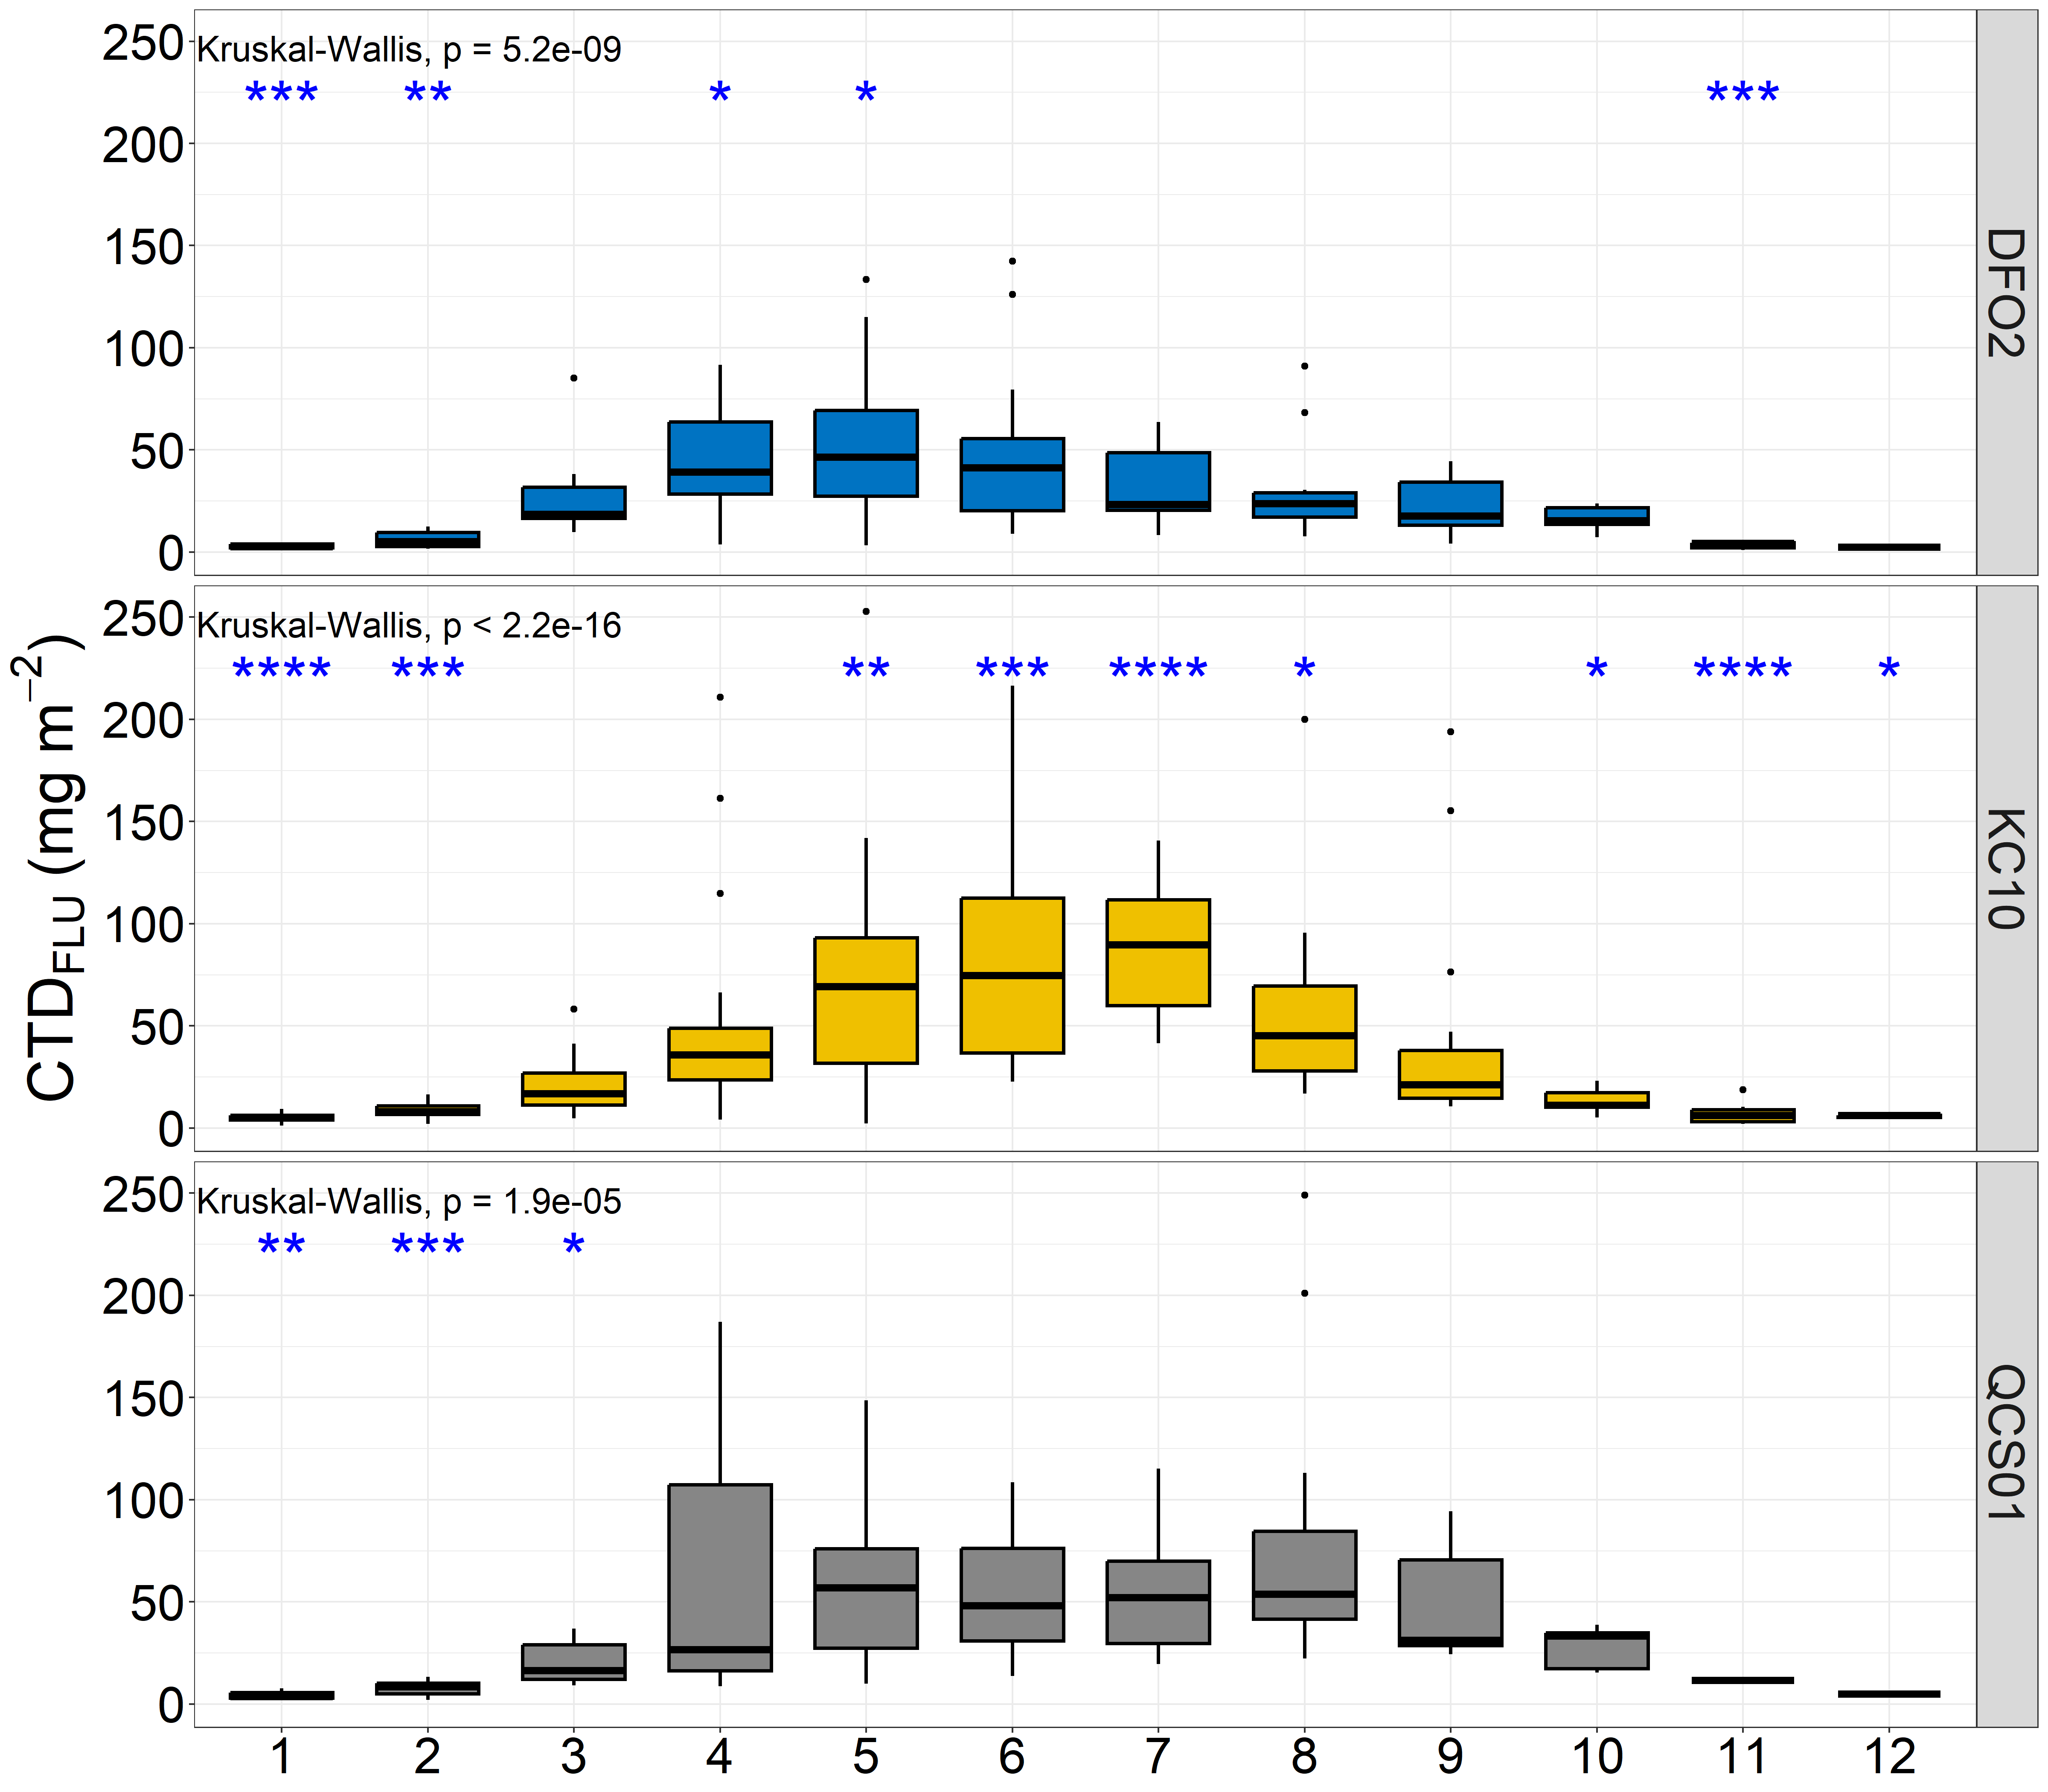 CTD_FLU (mg m⁻²)
250
200
150
100
50
0
Kruskal-Wallis, p = 5.2e-09
*** ** * * ***
DFO2
250
200
150
100
50
0
Kruskal-Wallis, p < 2.2e-16
**** *** ** *** **** * * **** *
KC10
250
200
150
100
50
0
Kruskal-Wallis, p = 1.9e-05
** *** *
QCS01
1 2 3 4 5 6 7 8 9 10 11 12